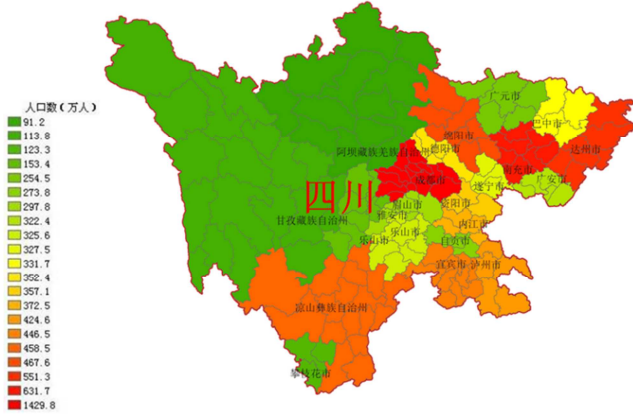 人口数(万人)
91.2
113.8
123.3
153.4
254.5
273.8
297.8
322.4
325.6
327.5
331.7
352.4
357.1
372.5
424.6
446.5
458.5
467.6
551.3
631.7
1429.8
广元市
巴中市
绵阳市
达州市
德阳市
阿坝藏族羌族自治州
南充市
成都市
广安市
遂宁市
四川
眉山市
资阳市
雅安市
甘孜藏族自治州
内江市
乐山市
乐山市
自贡市
宜宾市
泸州市
凉山彝族自治州
攀枝花市